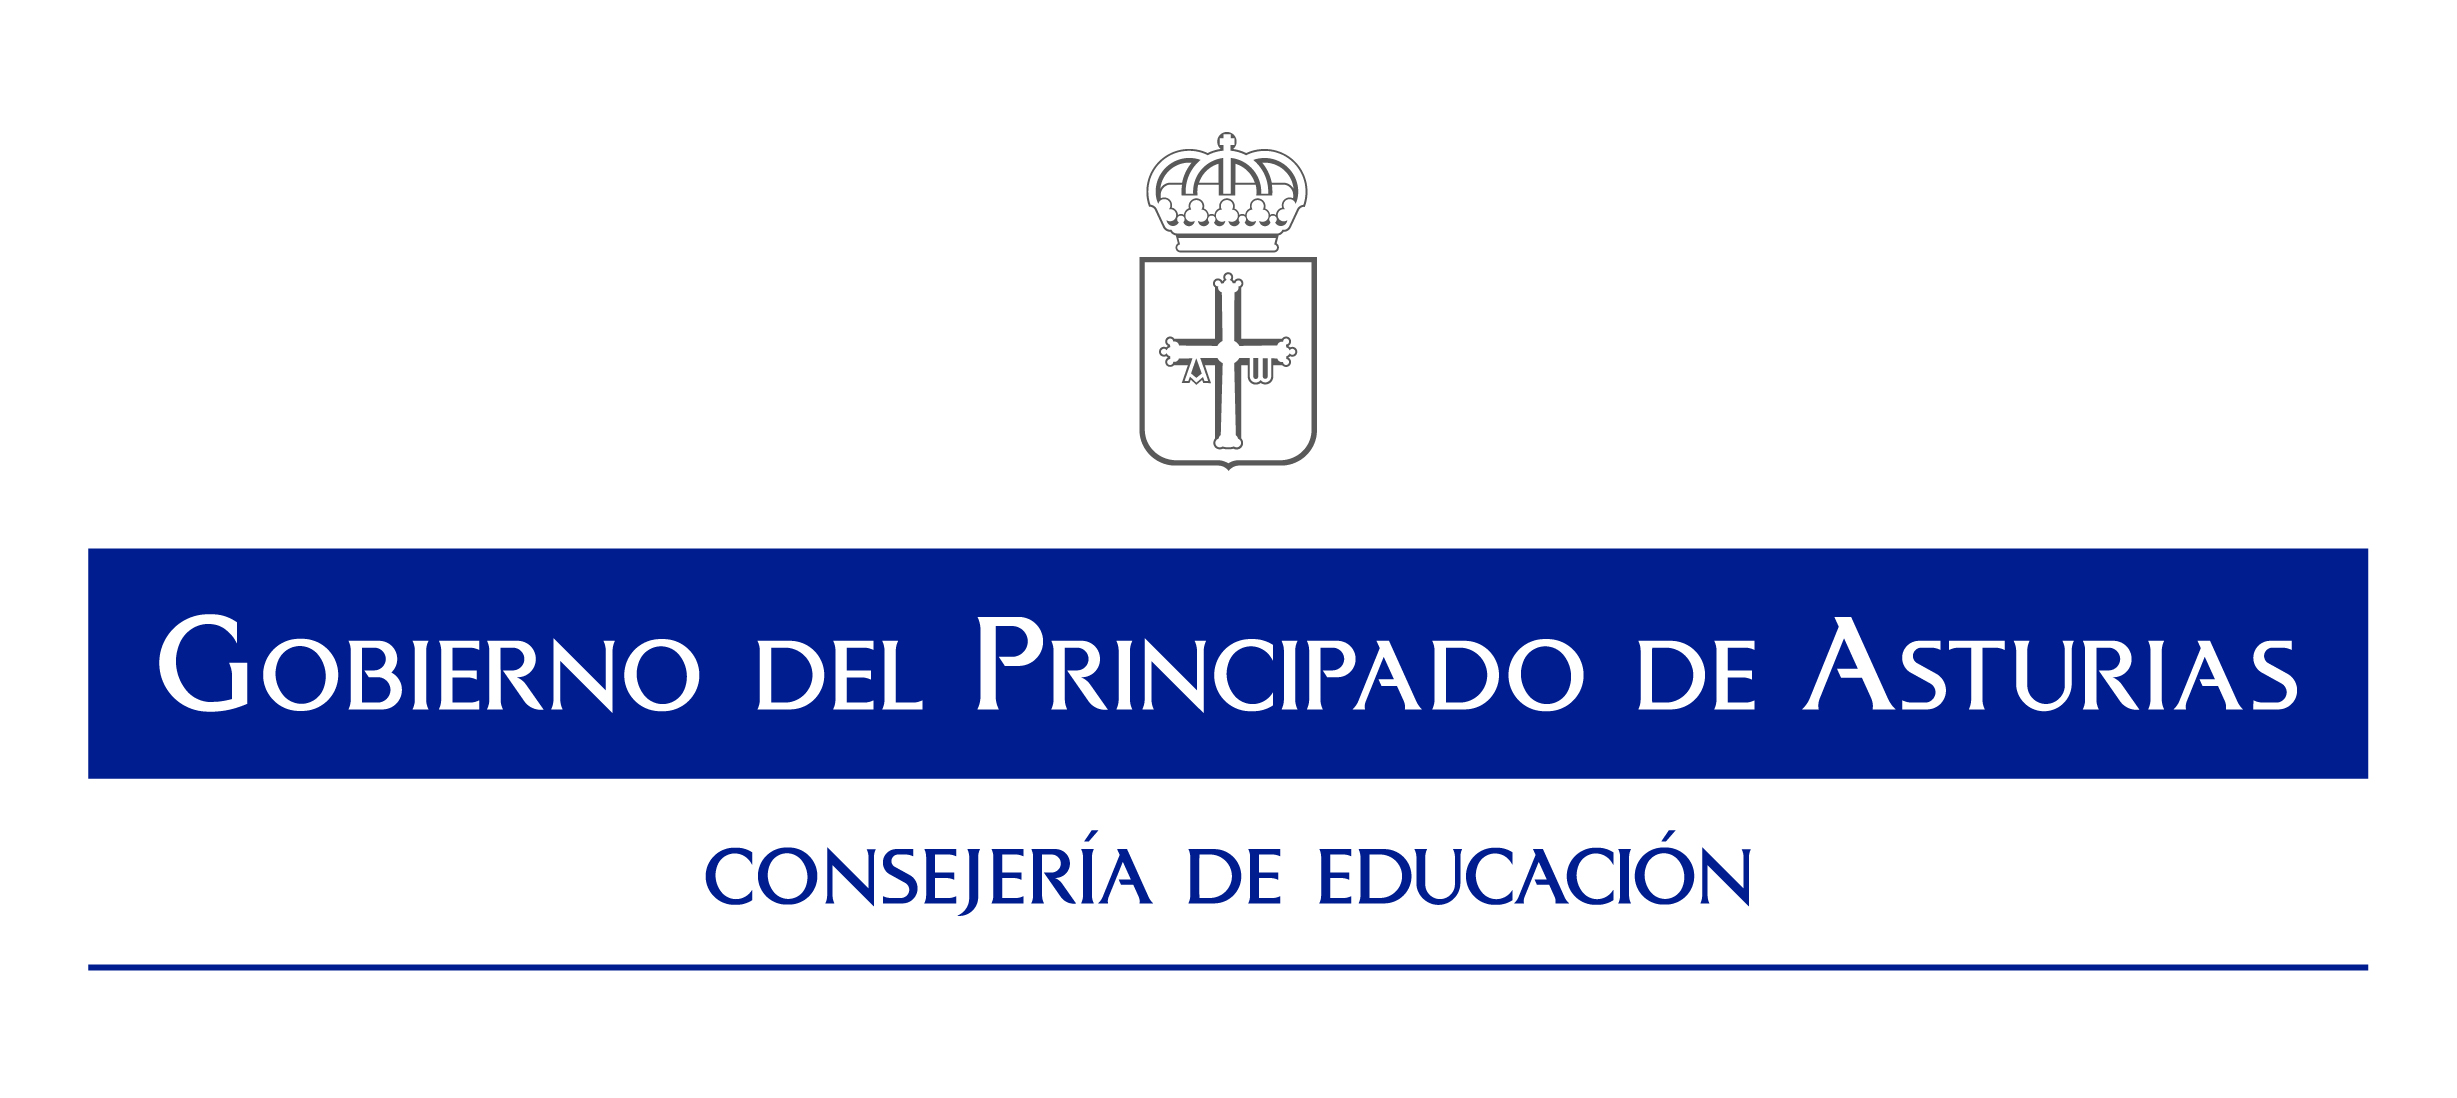 Α ω
GOBIERNO DEL PRINCIPADO DE ASTURIAS
CONSEJERÍA DE EDUCACIÓN